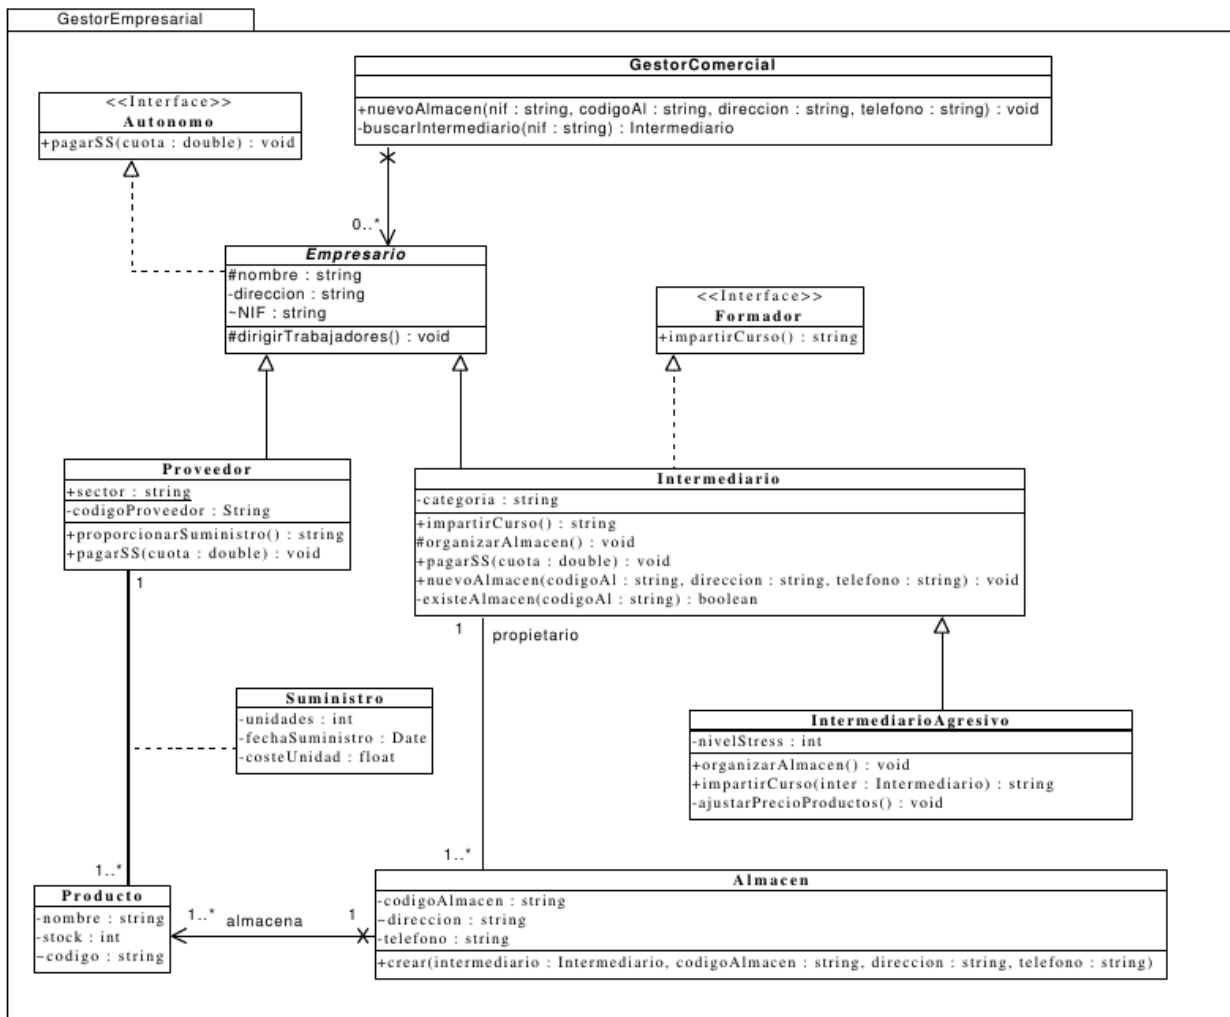 GestorEmpresarial
GestorComercial
+nuevoAlmacen(nif : string, codigoAl : string, direccion : string, telefono : string) : void
-buscarIntermediario(nif : string) : Intermediario
<<Interface>>
Autonomo
+pagarSS(cuota : double) : void
0..*
Empresario
#nombre : string
-direccion : string
~NIF : string
#dirigirTrabajadores() : void
<<Interface>>
Formador
+impartirCurso() : string
Proveedor
+sector : string
-codigoProveedor : String
+proporcionarSuministro() : string
+pagarSS(cuota : double) : void
Intermediario
-categoria : string
+impartirCurso() : string
#organizarAlmacen() : void
+pagarSS(cuota : double) : void
+nuevoAlmacen(codigoAl : string, direccion : string, telefono : string) : void
-existeAlmacen(codigoAl : string) : boolean
1
1
propietario
Suministro
-unidades : int
-fechaSuministro : Date
-costeUnidad : float
IntermediarioAgresivo
-nivelStress : int
+organizarAlmacen() : void
+impartirCurso(inter : Intermediario) : string
-ajustarPrecioProductos() : void
1..*
1..*
Producto
-nombre : string
-stock : int
~codigo : string
1..*
almacena
1
Almacen
-codigoAlmacen : string
~direccion : string
-telefono : string
+crear(intermediario : Intermediario, codigoAlmacen : string, direccion : string, telefono : string)